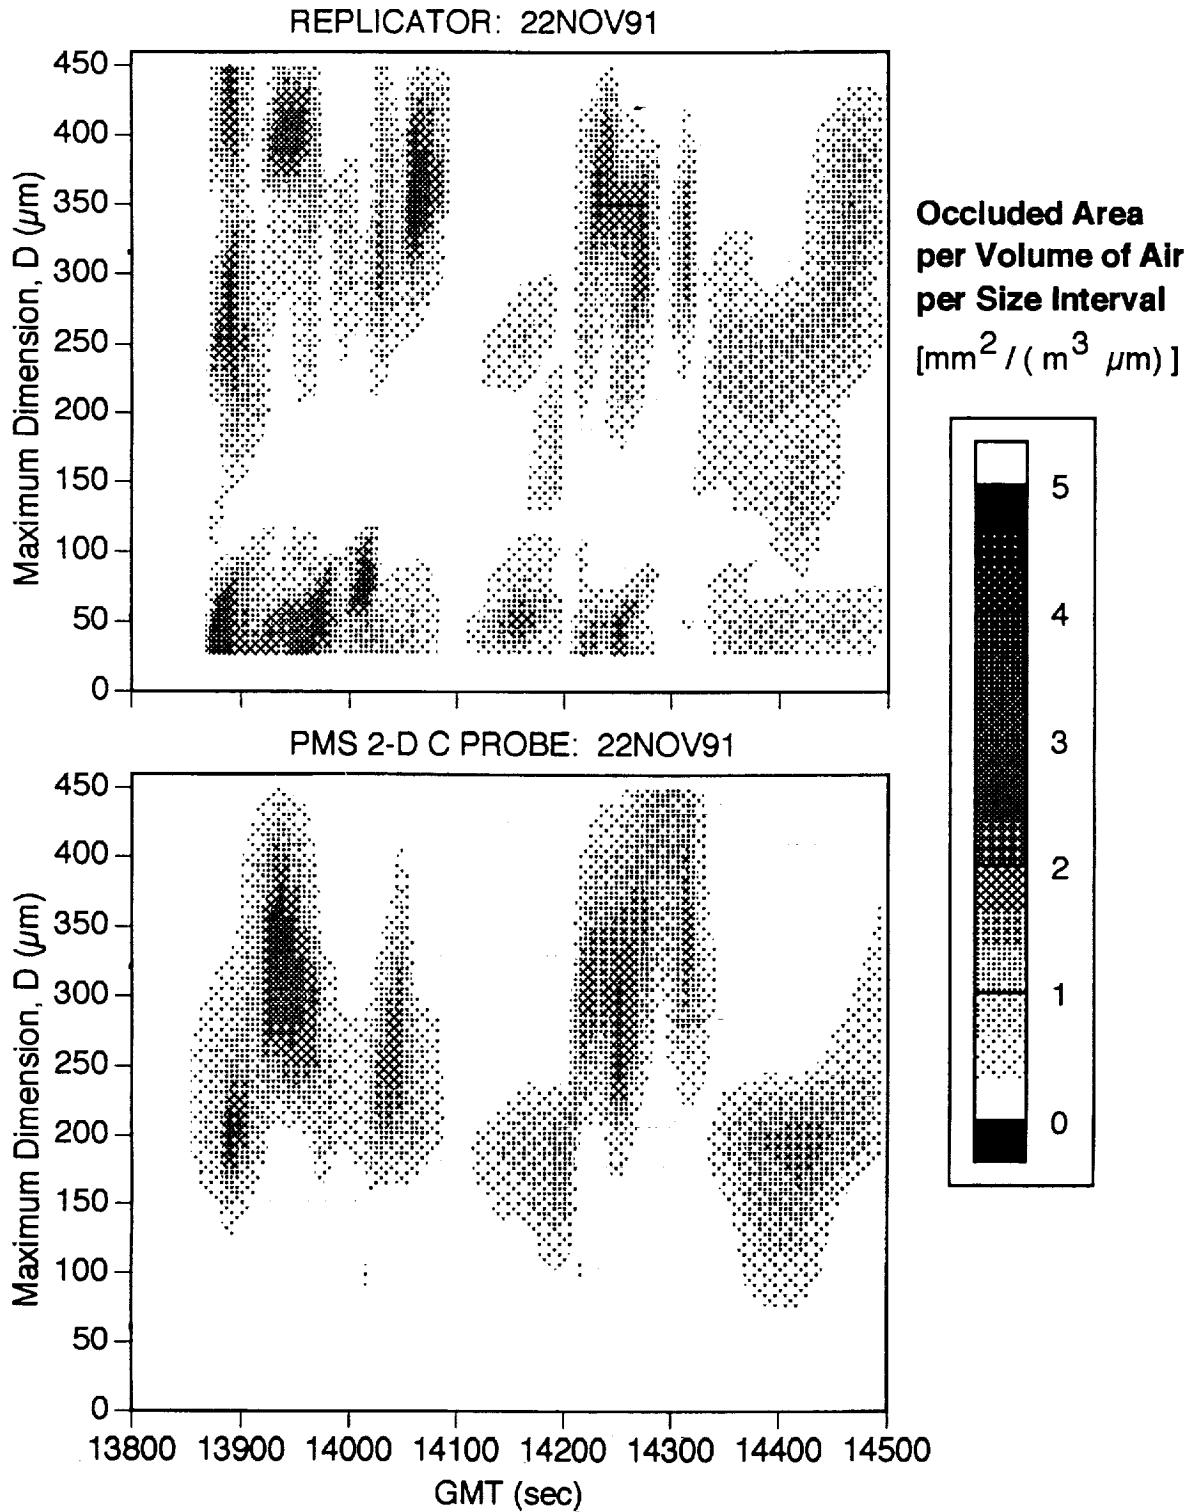 REPLICATOR: 22NOV91
450
400
350
300
250
200
150
100
50
0
Maximum Dimension, D (µm)
PMS 2-D C PROBE: 22NOV91
450
400
350
300
250
200
150
100
50
0
Maximum Dimension, D (µm)
13800 13900 14000 14100 14200 14300 14400 14500
GMT (sec)
Occluded Area
per Volume of Air
per Size Interval
[mm² / ( m³ µm) ]
5
4
3
2
1
0